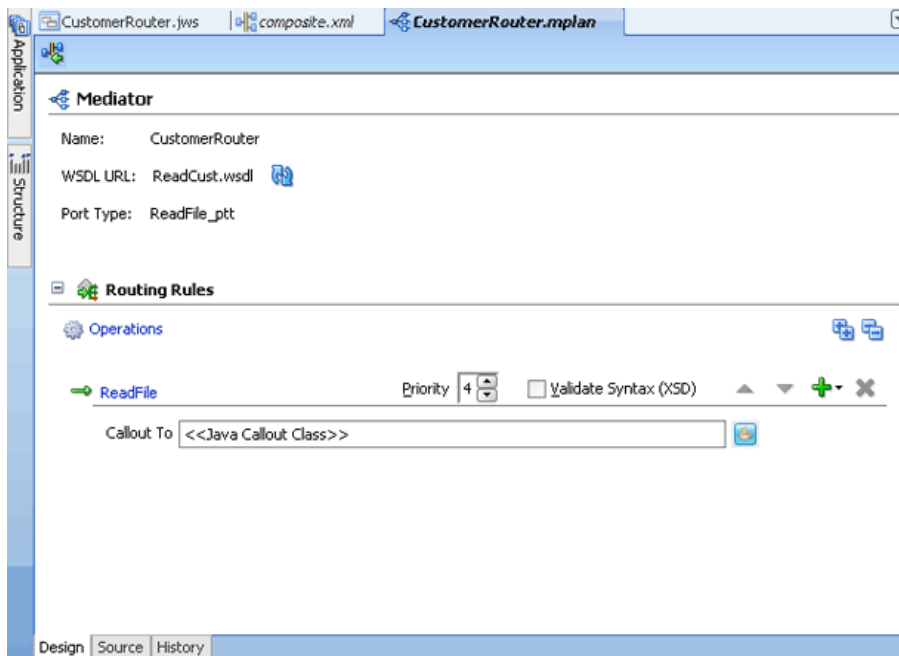 CustomerRouter.jws composite.xml CustomerRouter.mplan
Application
Structure
Mediator
Name: CustomerRouter
WSDL URL: ReadCust.wsdl
Port Type: ReadFile_ptt
Routing Rules
Operations
ReadFile Priority 4 Validate Syntax (XSD)
Callout To <<Java Callout Class>>
Design Source History